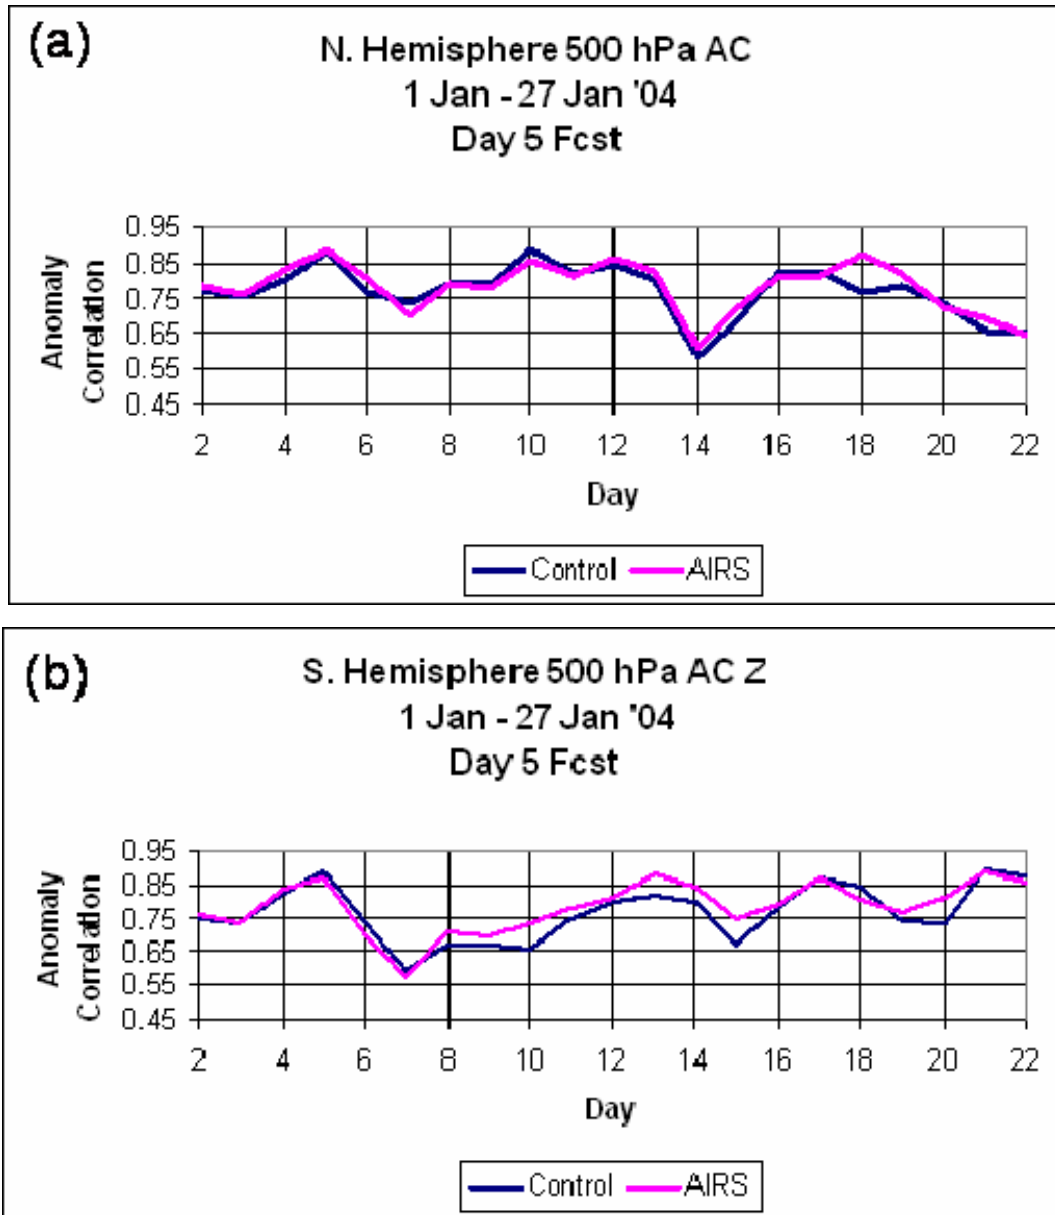 (a)
N. Hemisphere 500 hPa AC
1 Jan - 27 Jan '04
Day 5 Fcst
Anomaly
Correlation
0.95
0.85
0.75
0.65
0.55
0.45
2 4 6 8 10 12 14 16 18 20 22
Day
Control AIRS
(b)
S. Hemisphere 500 hPa AC Z
1 Jan - 27 Jan '04
Day 5 Fcst
Anomaly
Correlation
0.95
0.85
0.75
0.65
0.55
0.45
2 4 6 8 10 12 14 16 18 20 22
Day
Control AIRS